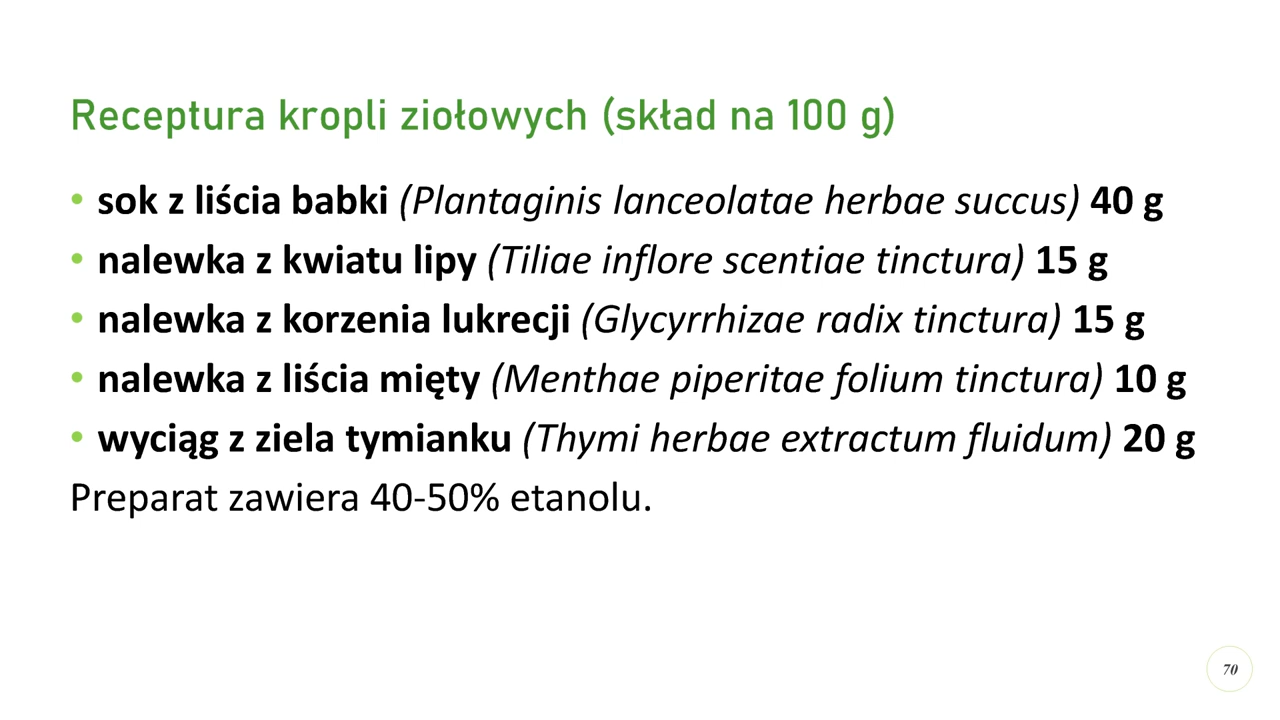 Receptura kropli ziołowych (skład na 100 g)
• sok z liścia babki (Plantaginis lanceolatae herbae succus) 40 g
• nalewka z kwiatu lipy (Tiliae inflore scentiae tinctura) 15 g
• nalewka z korzenia lukrecji (Glycyrrhizae radix tinctura) 15 g
• nalewka z liścia mięty (Menthae piperitae folium tinctura) 10 g
• wyciąg z ziela tymianku (Thymi herbae extractum fluidum) 20 g
Preparat zawiera 40-50% etanolu.
70